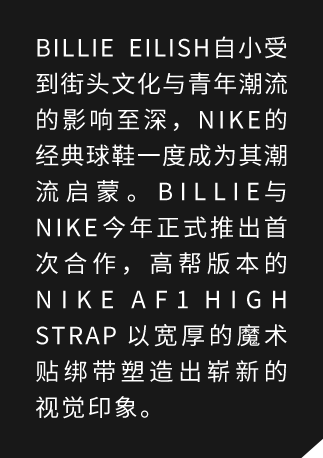 BILLIE EILISH自小受
到街头文化与青年潮流
的影响至深，NIKE的
经典球鞋一度成为其潮
流启蒙。BILLIE与
NIKE今年正式推出首
次合作，高帮版本的
NIKE AF1 HIGH
STRAP 以宽厚的魔术
贴绑带塑造出崭新的
视觉印象。